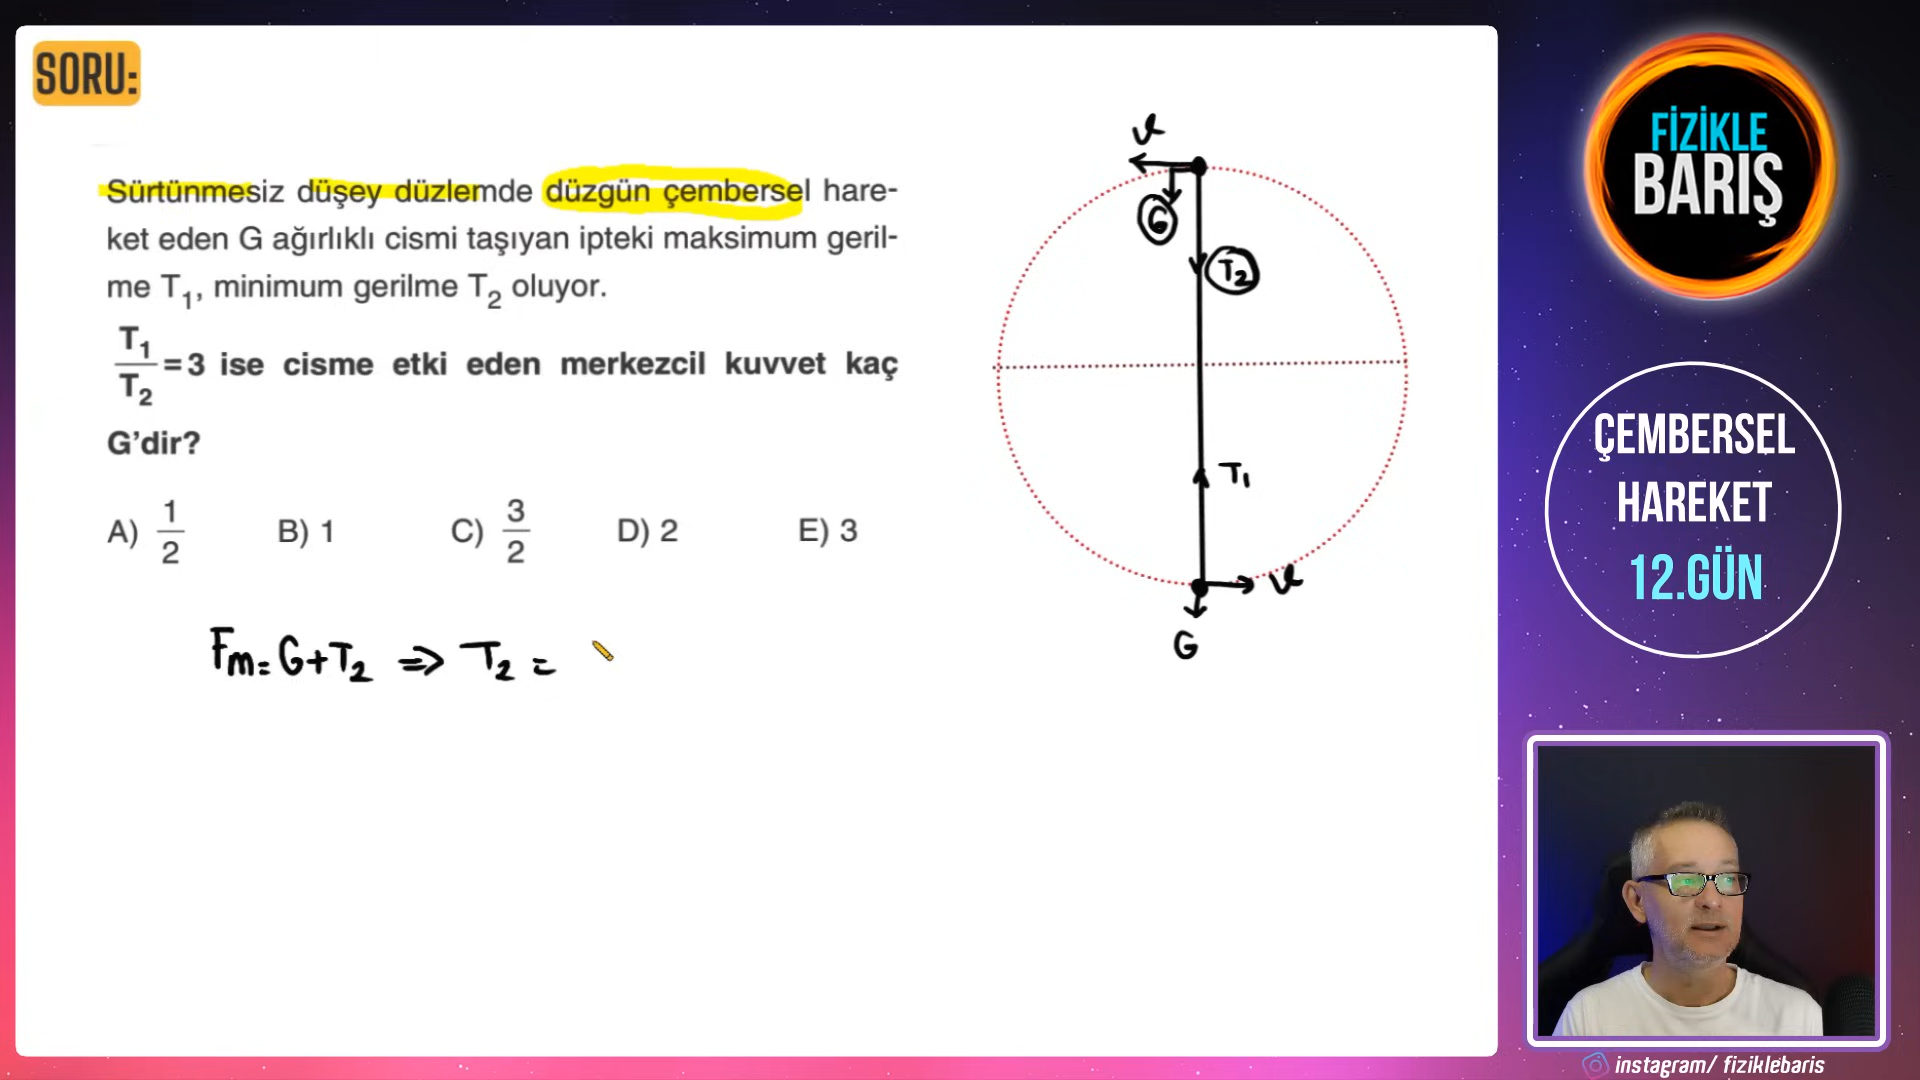 SORU:
Sürtünmesiz düşey düzlemde düzgün çembersel hare-
ket eden G ağırlıklı cismi taşıyan ipteki maksimum geril-
me T₁, minimum gerilme T₂ oluyor.
T₁/T₂ = 3 ise cisme etki eden merkezcil kuvvet kaç
G'dir?
A) 1/2 B) 1 C) 3/2 D) 2 E) 3
Fm = G+T₂ ⇒ T₂ =
v
G
T₂
T₁
v
G
FİZİKLE
BARIŞ
ÇEMBERSEL
HAREKET
12.GÜN
instagram/ fiziklebaris